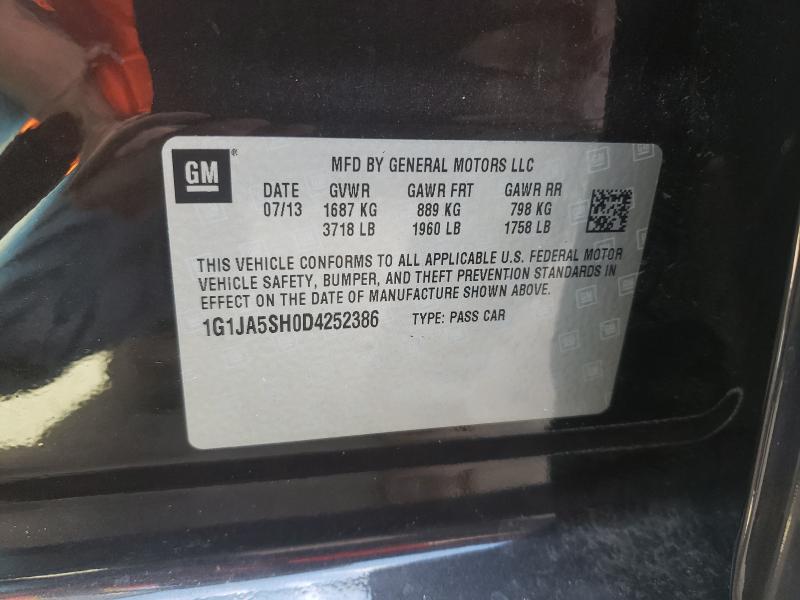 GM® MFD BY GENERAL MOTORS LLC
DATE GVWR GAWR FRT GAWR RR
07/13 1687 KG 889 KG 798 KG
3718 LB 1960 LB 1758 LB
THIS VEHICLE CONFORMS TO ALL APPLICABLE U.S. FEDERAL MOTOR
VEHICLE SAFETY, BUMPER, AND THEFT PREVENTION STANDARDS IN
EFFECT ON THE DATE OF MANUFACTURE SHOWN ABOVE.
1G1JA5SH0D4252386 TYPE: PASS CAR